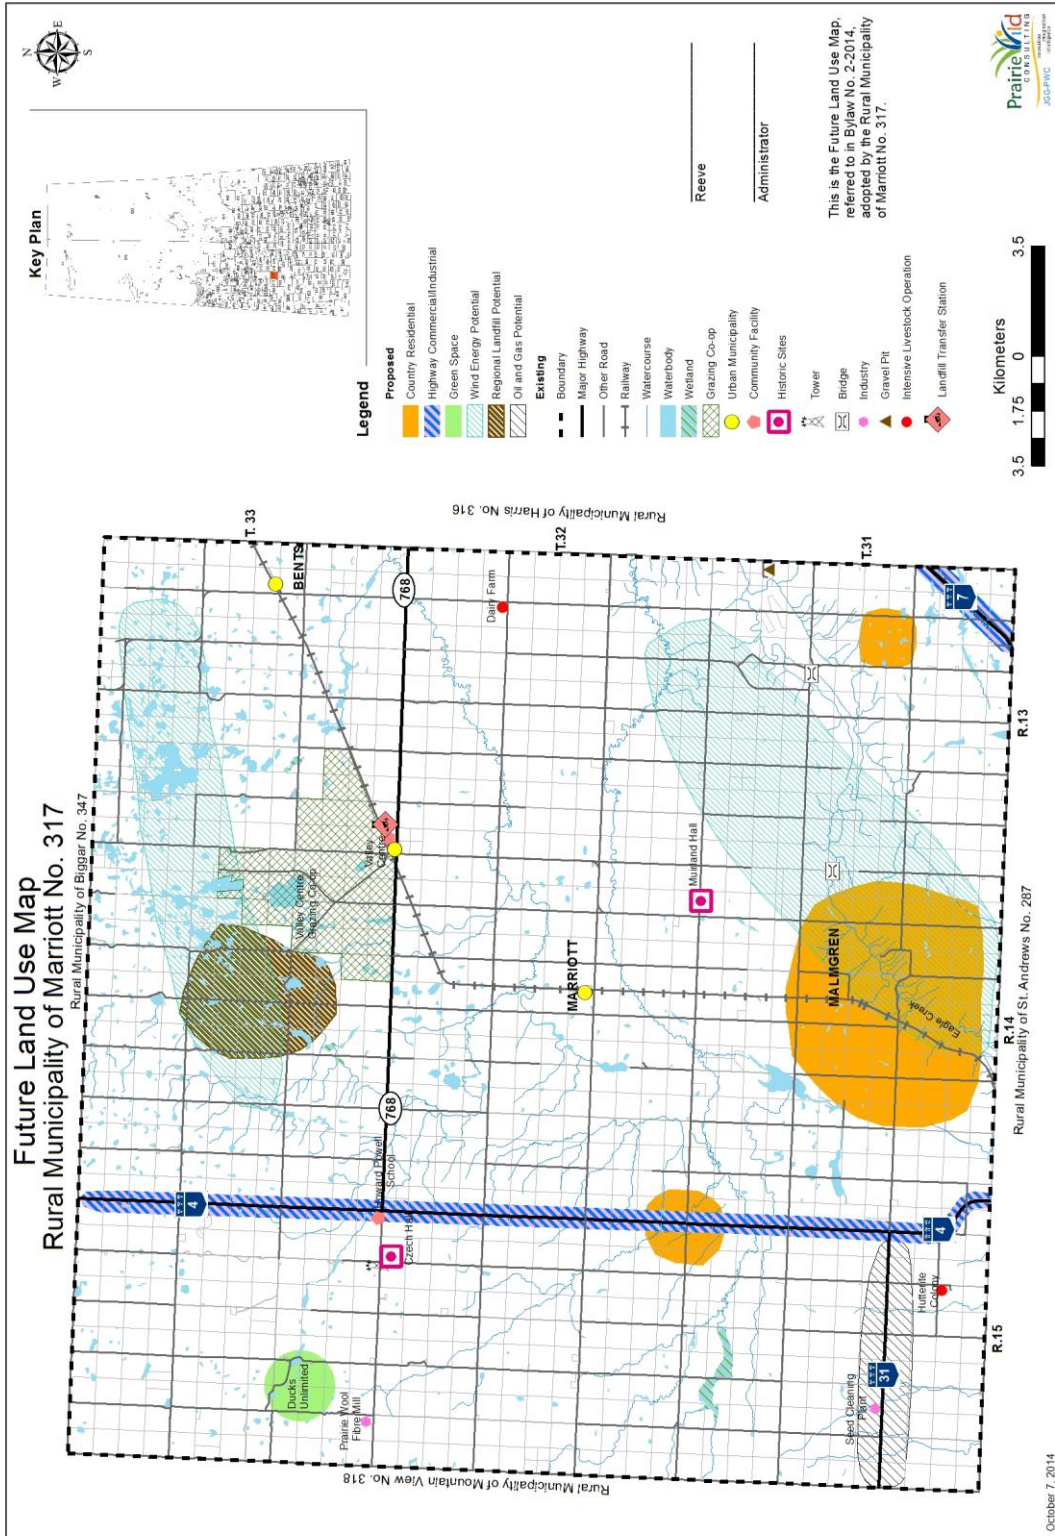 Future Land Use Map
Rural Municipality of Marriott No. 317
Rural Municipality of Biggar No. 347
Rural Municipality of Mountain View No. 318
Rural Municipality of Harris No. 316
Rural Municipality of St. Andrews No. 287
T. 33
T.32
T.31
R.15
R.14
R.13
BENTS
768
768
4
4
31
7
Ducks
Unlimited
Prairie Wool
Fibre Mill
Czech Hall
School
Valley Centre
Grazing Co-op
Valley
Centre
Dairy Farm
MARRIOTT
Muirland Hall
MALMGREN
Eagle Creek
Seed Cleaning
Plant
Hutterite
Colony
Key Plan
N
E
S
W
Legend
Proposed
Country Residential
Highway Commercial/Industrial
Green Space
Wind Energy Potential
Regional Landfill Potential
Oil and Gas Potential
Existing
Boundary
Major Highway
Other Road
Railway
Watercourse
Waterbody
Wetland
Grazing Co-op
Urban Municipality
Community Facility
Historic Sites
Tower
Bridge
Industry
Gravel Pit
Intensive Livestock Operation
Landfill Transfer Station
Kilometers
3.5 1.75 0 3.5
Reeve
Administrator
This is the Future Land Use Map,
referred to in Bylaw No. 2-2014,
adopted by the Rural Municipality
of Marriott No. 317.
PrairieWild
CONSULTING
JGG-PWC
October 7, 2014